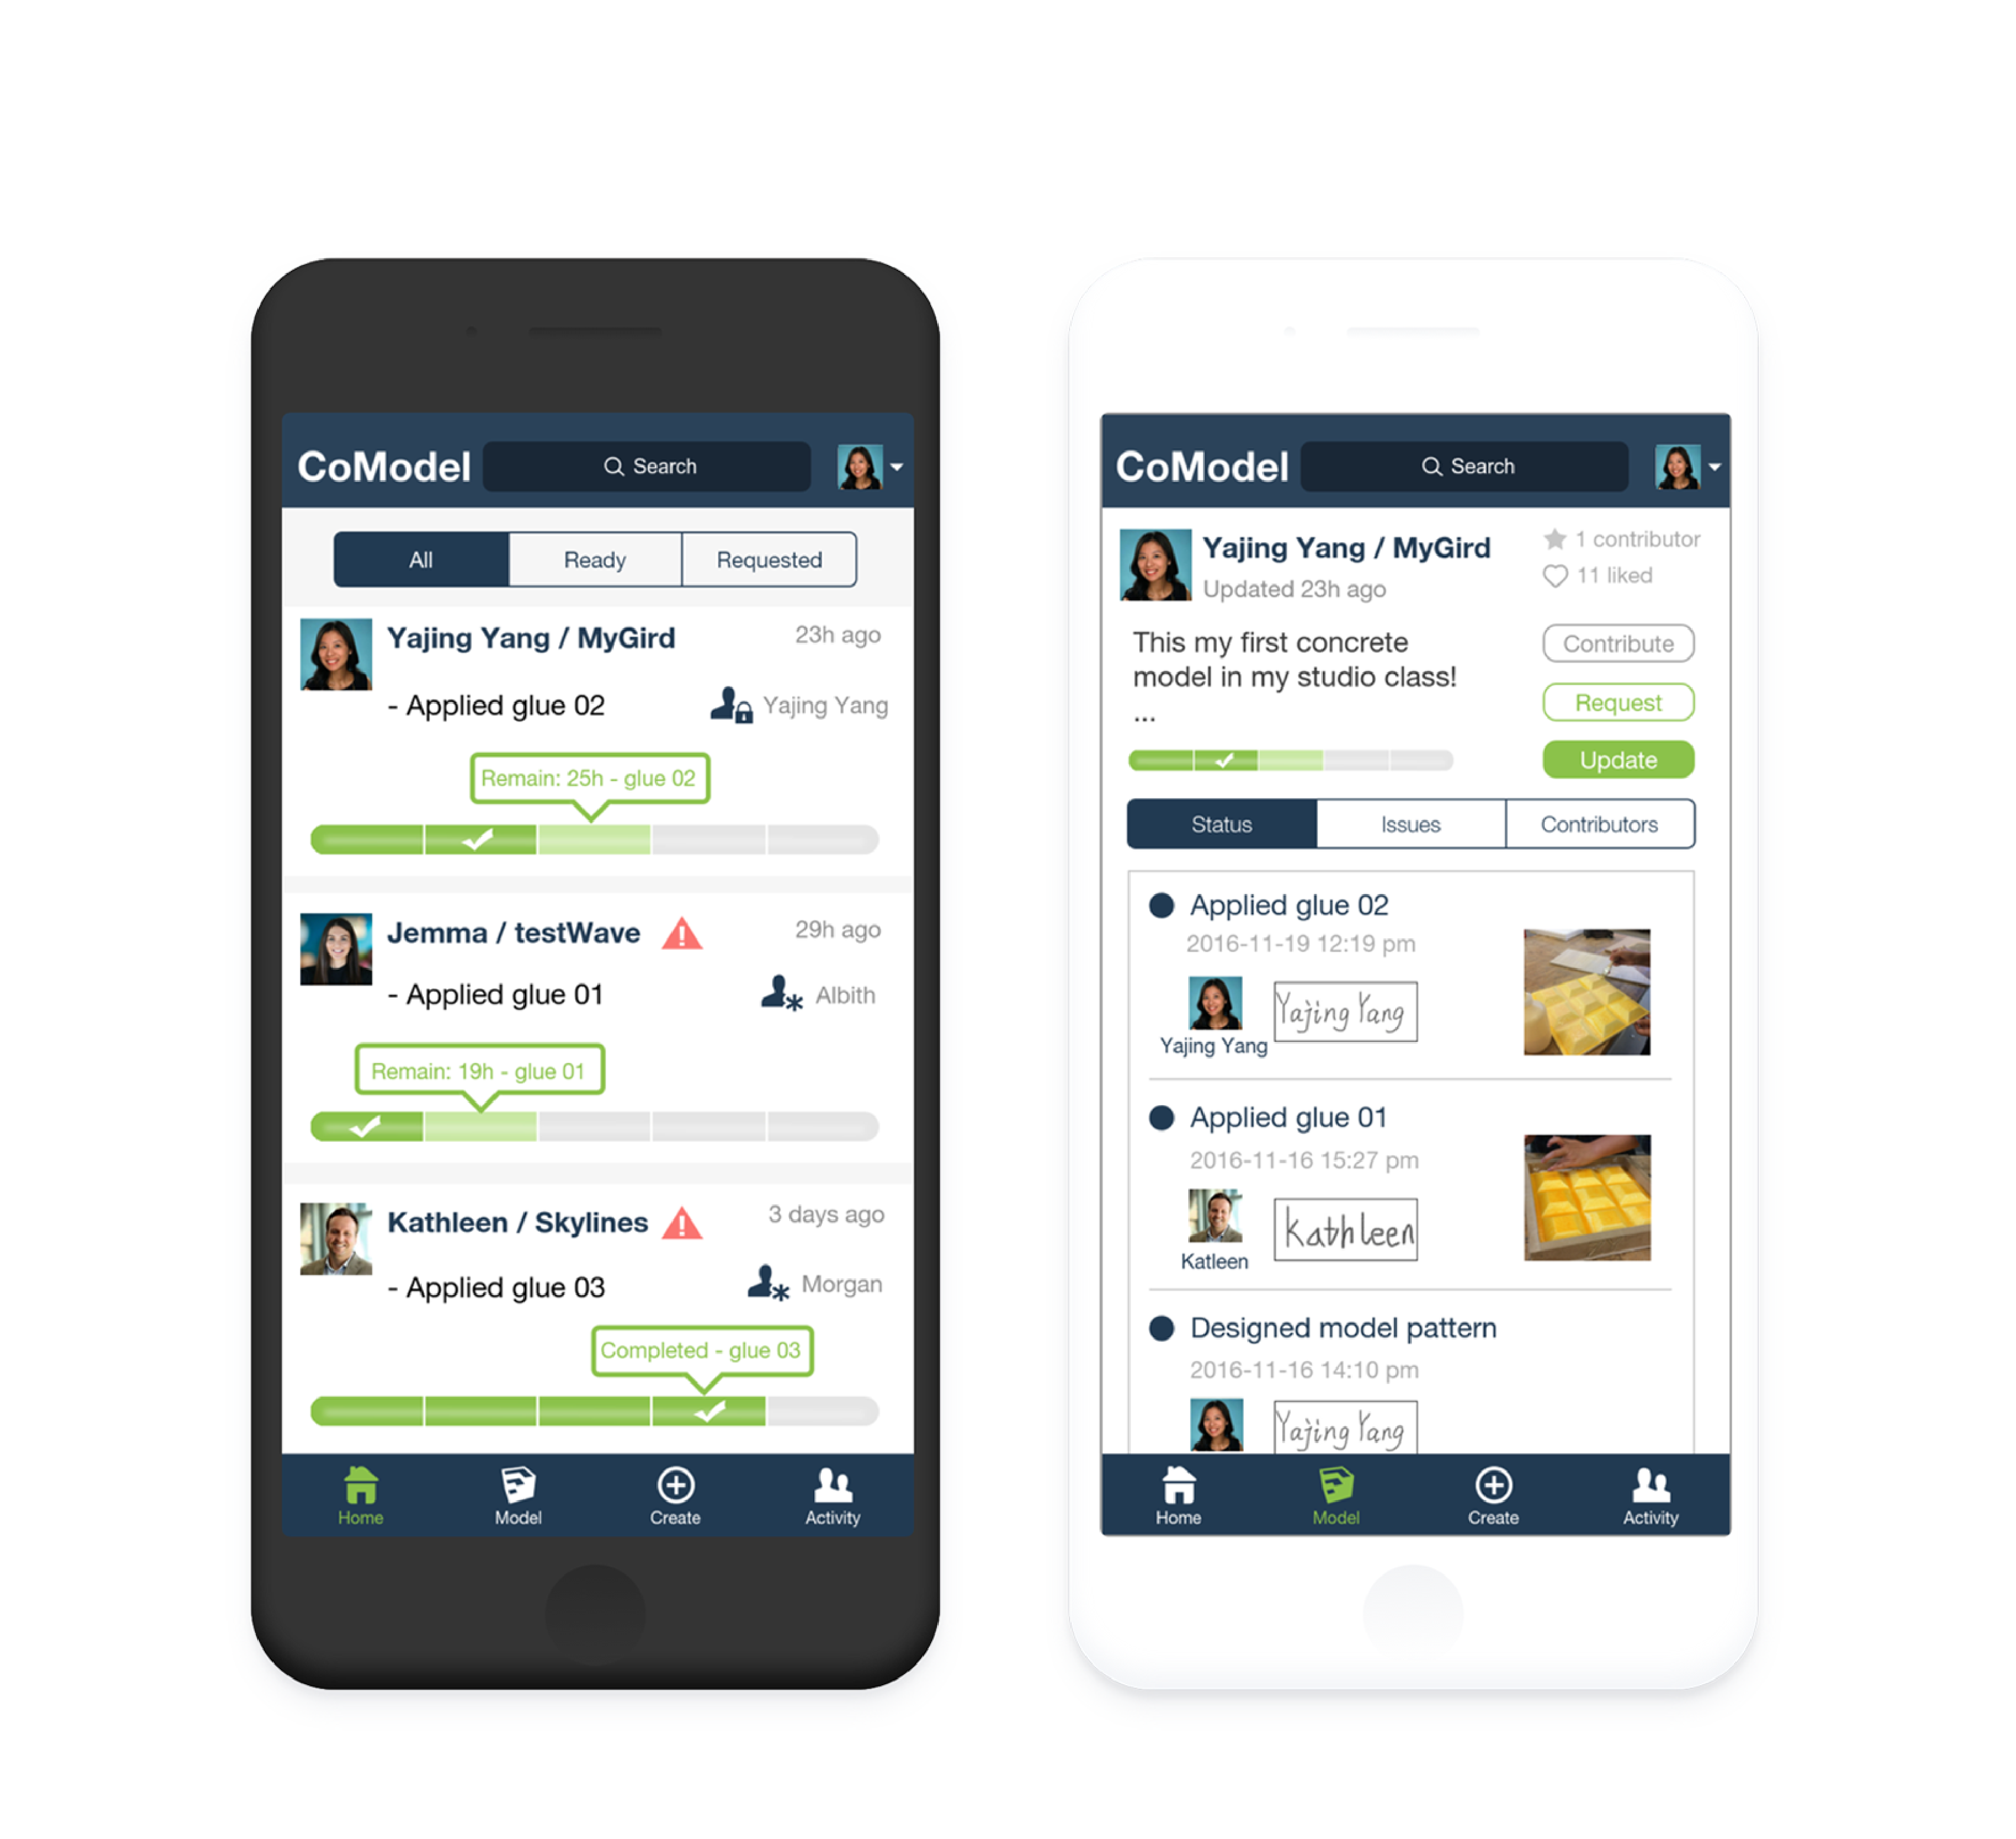 CoModel Search
All Ready Requested
Yajing Yang / MyGird 23h ago
- Applied glue 02 Yajing Yang
Remain: 25h - glue 02
Jemma / testWave 29h ago
- Applied glue 01 Albith
Remain: 19h - glue 01
Kathleen / Skylines 3 days ago
- Applied glue 03 Morgan
Completed - glue 03
Home Model Create Activity
CoModel Search
Yajing Yang / MyGird 1 contributor
Updated 23h ago 11 liked
This my first concrete
model in my studio class!
...
Contribute
Request
Update
Status Issues Contributors
Applied glue 02
2016-11-19 12:19 pm
Yajing Yang
Yajing Yang
Applied glue 01
2016-11-16 15:27 pm
Kathleen
Katleen
Designed model pattern
2016-11-16 14:10 pm
Yajing Yang
Home Model Create Activity